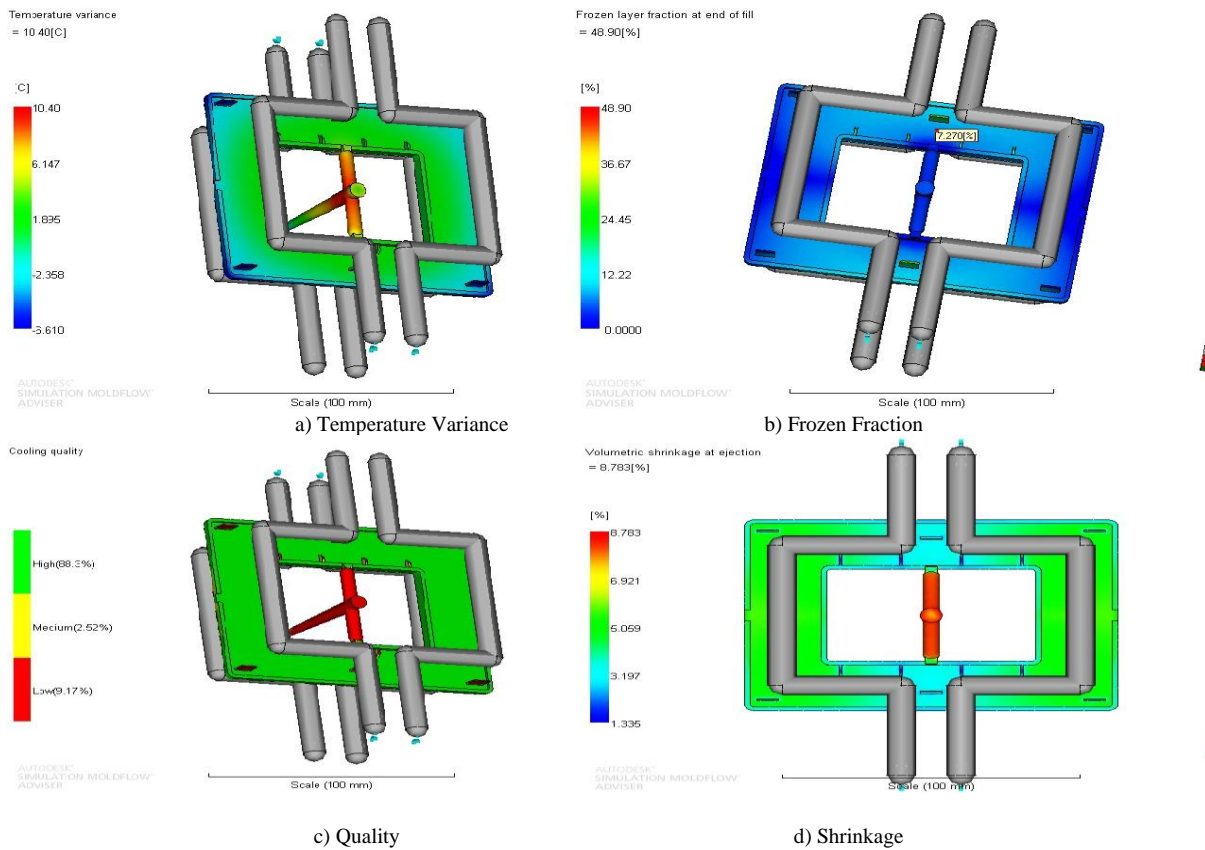 Temperature variance
= 10.40[C]
[C]
10.40
6.147
1.895
-2.358
-6.610
AUTODESK®
SIMULATION MOLDFLOW®
ADVISER
Scale (100 mm)
a) Temperature Variance
Frozen layer fraction at end of fill
= 48.90[%]
[%]
48.90
36.67
24.45
12.22
0.0000
7.270[%]
AUTODESK®
SIMULATION MOLDFLOW®
ADVISER
Scale (100 mm)
b) Frozen Fraction
Cooling quality
High(88.3%)
Medium(2.52%)
Low(9.17%)
AUTODESK®
SIMULATION MOLDFLOW®
ADVISER
Scale (100 mm)
c) Quality
Volumetric shrinkage at ejection
= 8.783[%]
[%]
8.783
6.921
5.059
3.197
1.335
AUTODESK®
SIMULATION MOLDFLOW®
ADVISER
Scale (100 mm)
d) Shrinkage